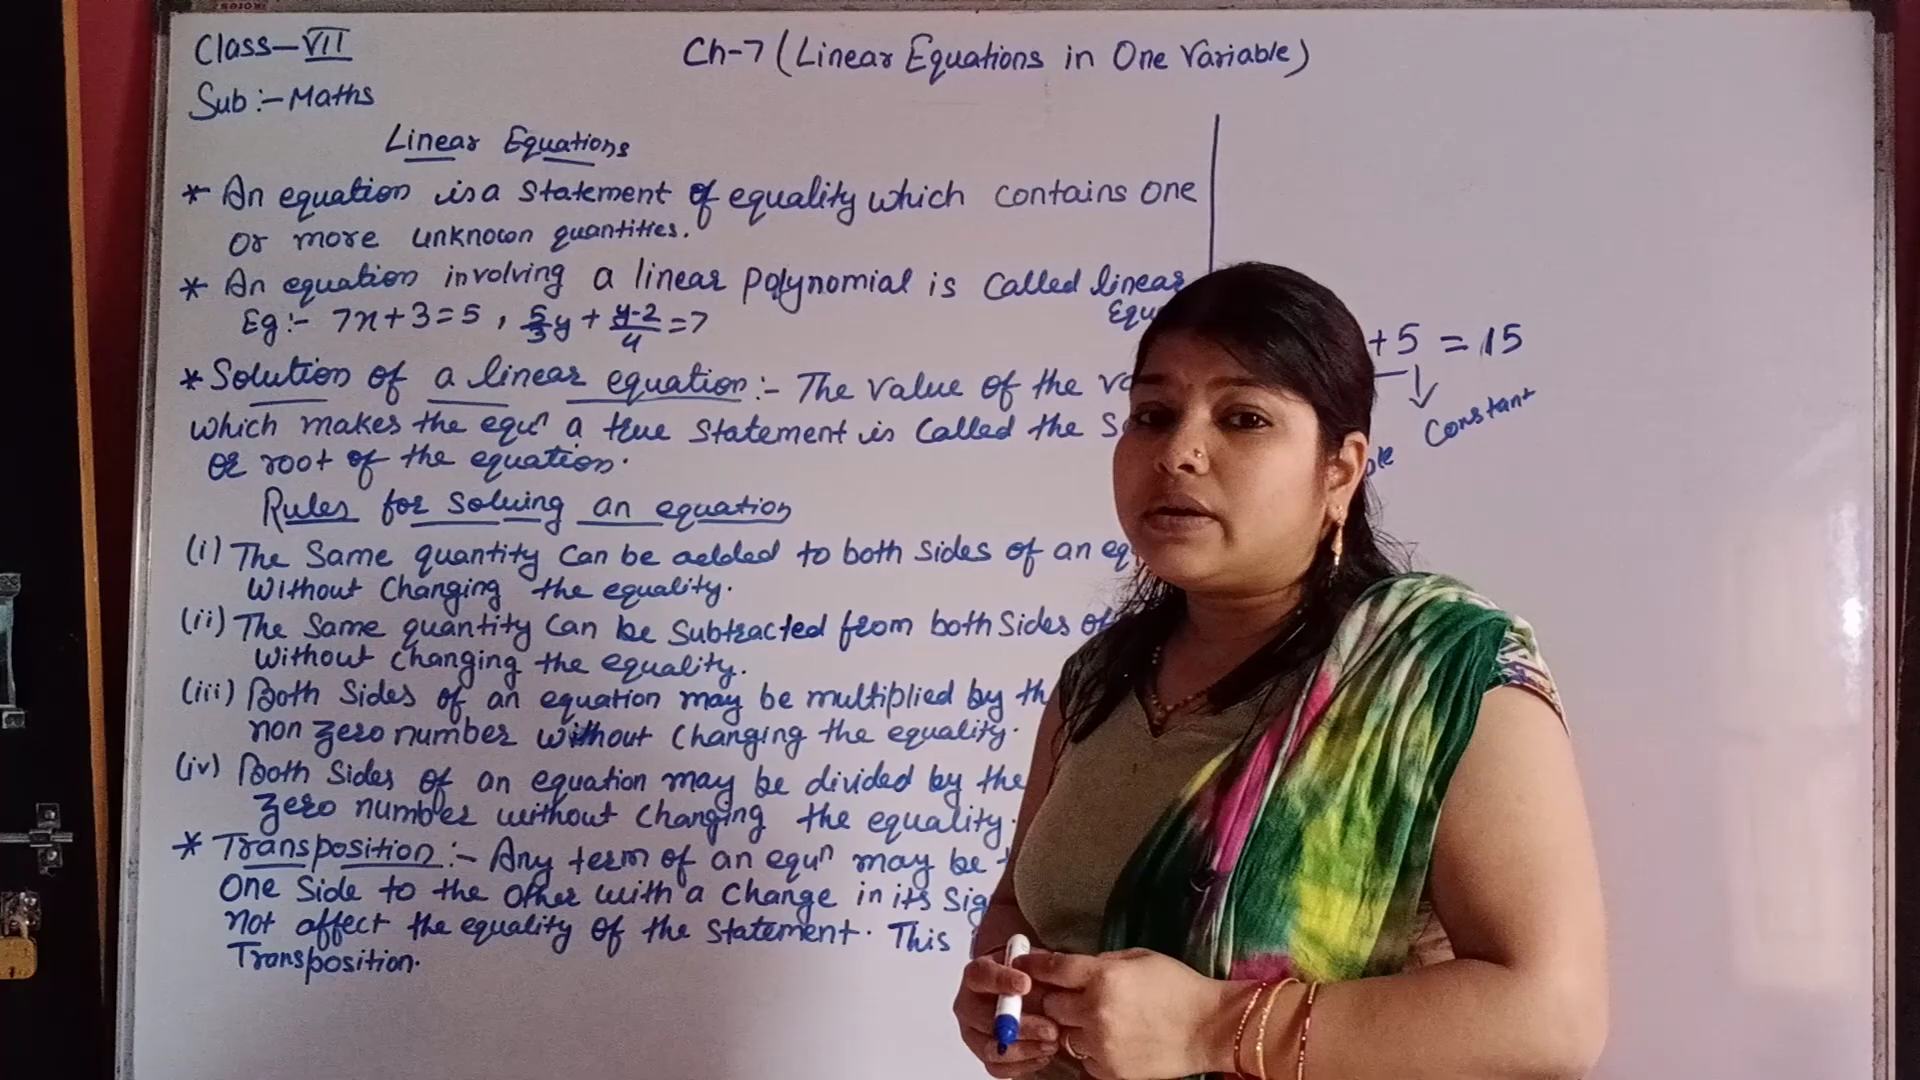 Class-VII
Sub:-Maths
Ch-7 (Linear Equations in One Variable)
Linear Equations
* An equation is a statement of equality which contains one
or more unknown quantities.
* An equation involving a linear polynomial is called linear
Eg:- 7x+3=5, 5/3y + y-2/4 =7
* Solution of a linear equation:- The value of the
which makes the equn a true statement is called the
or root of the equation.
Rules for solving an equation
(i) The same quantity can be added to both sides of an
without changing the equality.
(ii) The same quantity can be subtracted from both sides of
without changing the equality.
(iii) Both sides of an equation may be multiplied by
non zero number without changing the equality.
(iv) Both sides of an equation may be divided by the
zero number without changing the equality.
* Transposition:- Any term of an equn may be
one side to the other with a change in its
not affect the equality of the statement. This
Transposition.
+5 = 15
Constant